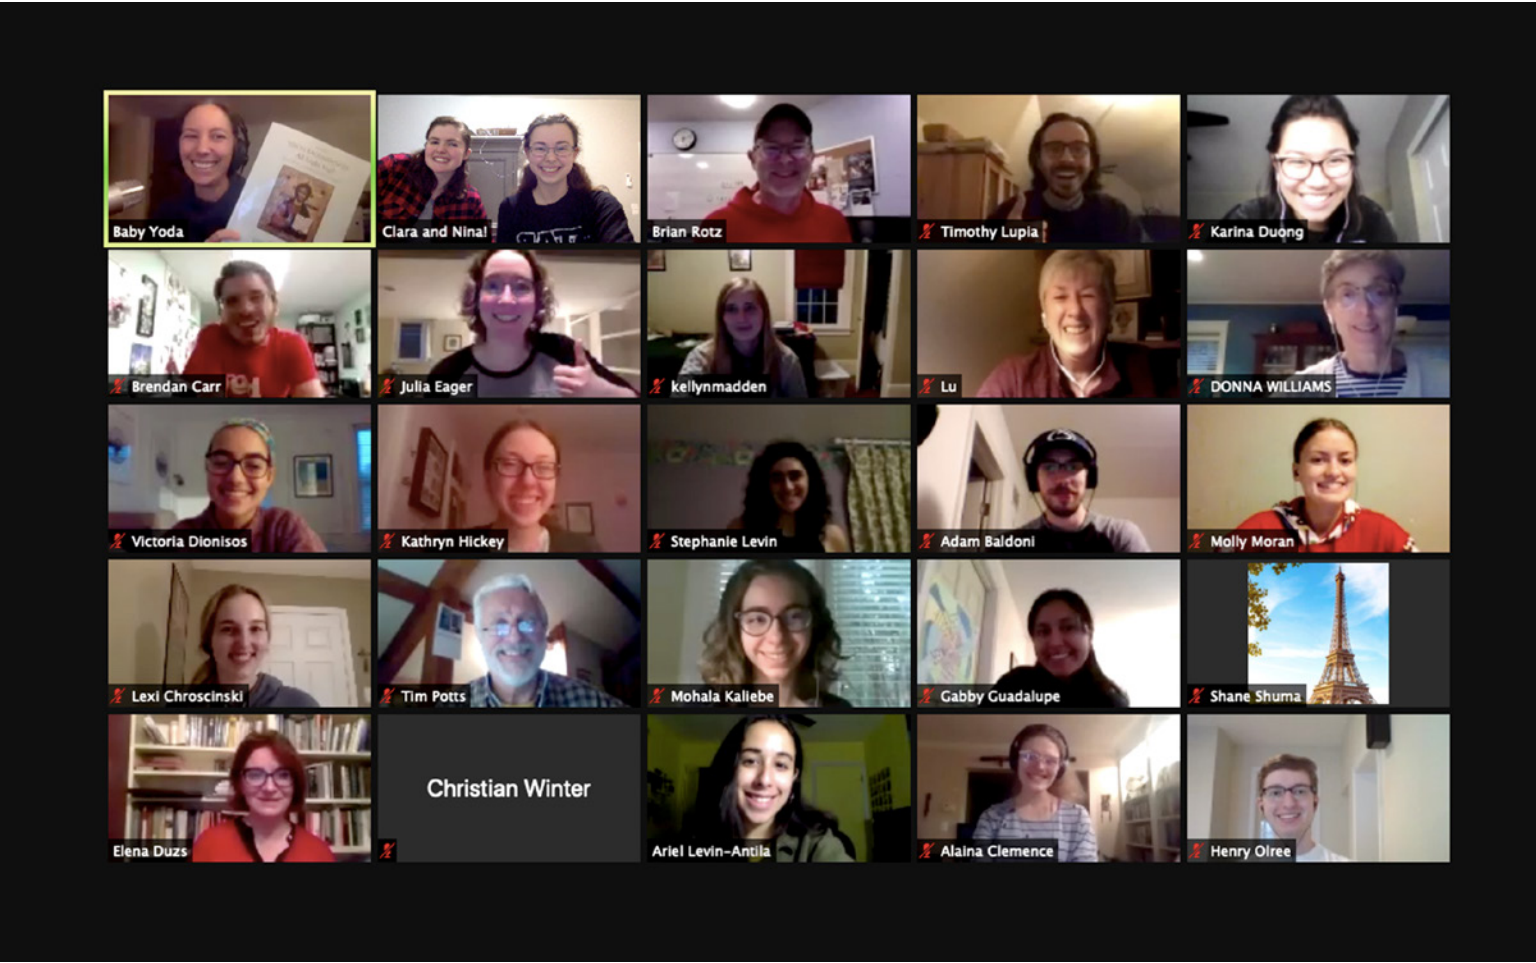 Baby Yoda
Clara and Nina!
Brian Rotz
Timothy Lupia
Karina Duong
Brendan Carr
Julia Eager
kellynmadden
Lu
DONNA WILLIAMS
Victoria Dionisos
Kathryn Hickey
Stephanie Levin
Adam Baldoni
Molly Moran
Lexi Chroscinski
Tim Potts
Mohala Kaliebe
Gabby Guadalupe
Shane Shuma
Elena Duzs
Christian Winter
Ariel Levin-Antila
Alaina Clemence
Henry Olree